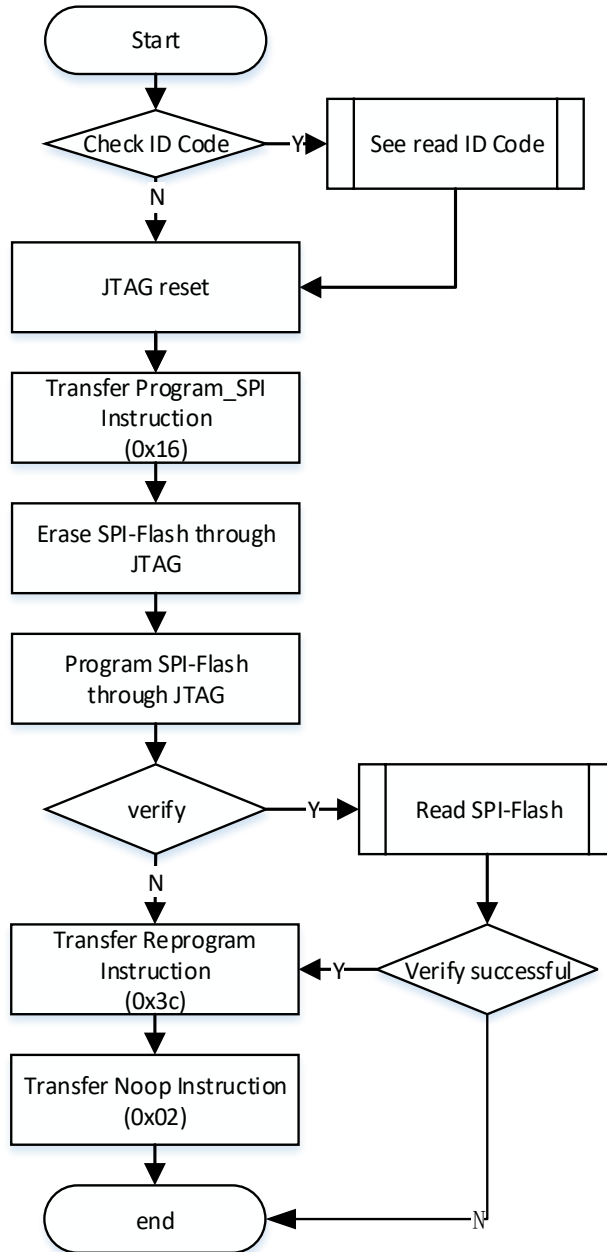 Start
Check ID Code
Y
See read ID Code
N
JTAG reset
Transfer Program_SPI
Instruction
(0x16)
Erase SPI-Flash through
JTAG
Program SPI-Flash
through JTAG
verify
Y
Read SPI-Flash
N
Transfer Reprogram
Instruction
(0x3c)
Y
Verify successful
Transfer Noop Instruction
(0x02)
end
N